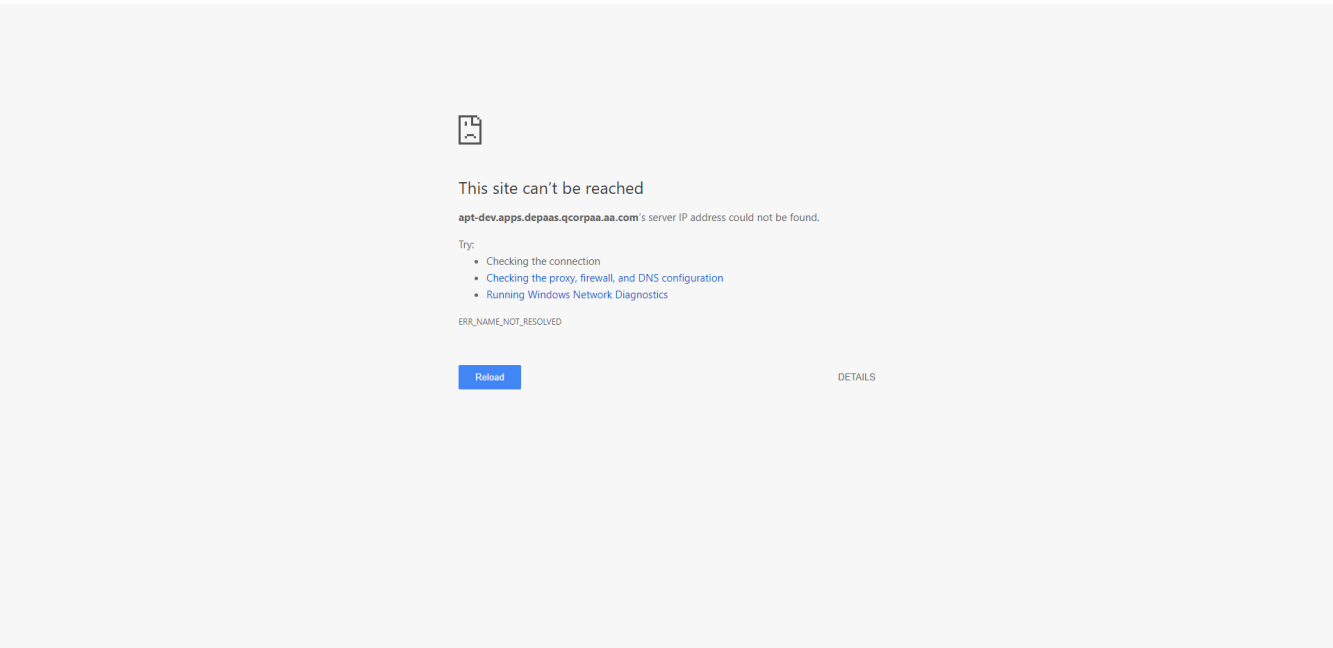 This site can't be reached
apt-dev.apps.depaas.qcorpaa.aa.com's server IP address could not be found.
Try:
• Checking the connection
• Checking the proxy, firewall, and DNS configuration
• Running Windows Network Diagnostics
ERR_NAME_NOT_RESOLVED
Reload
DETAILS